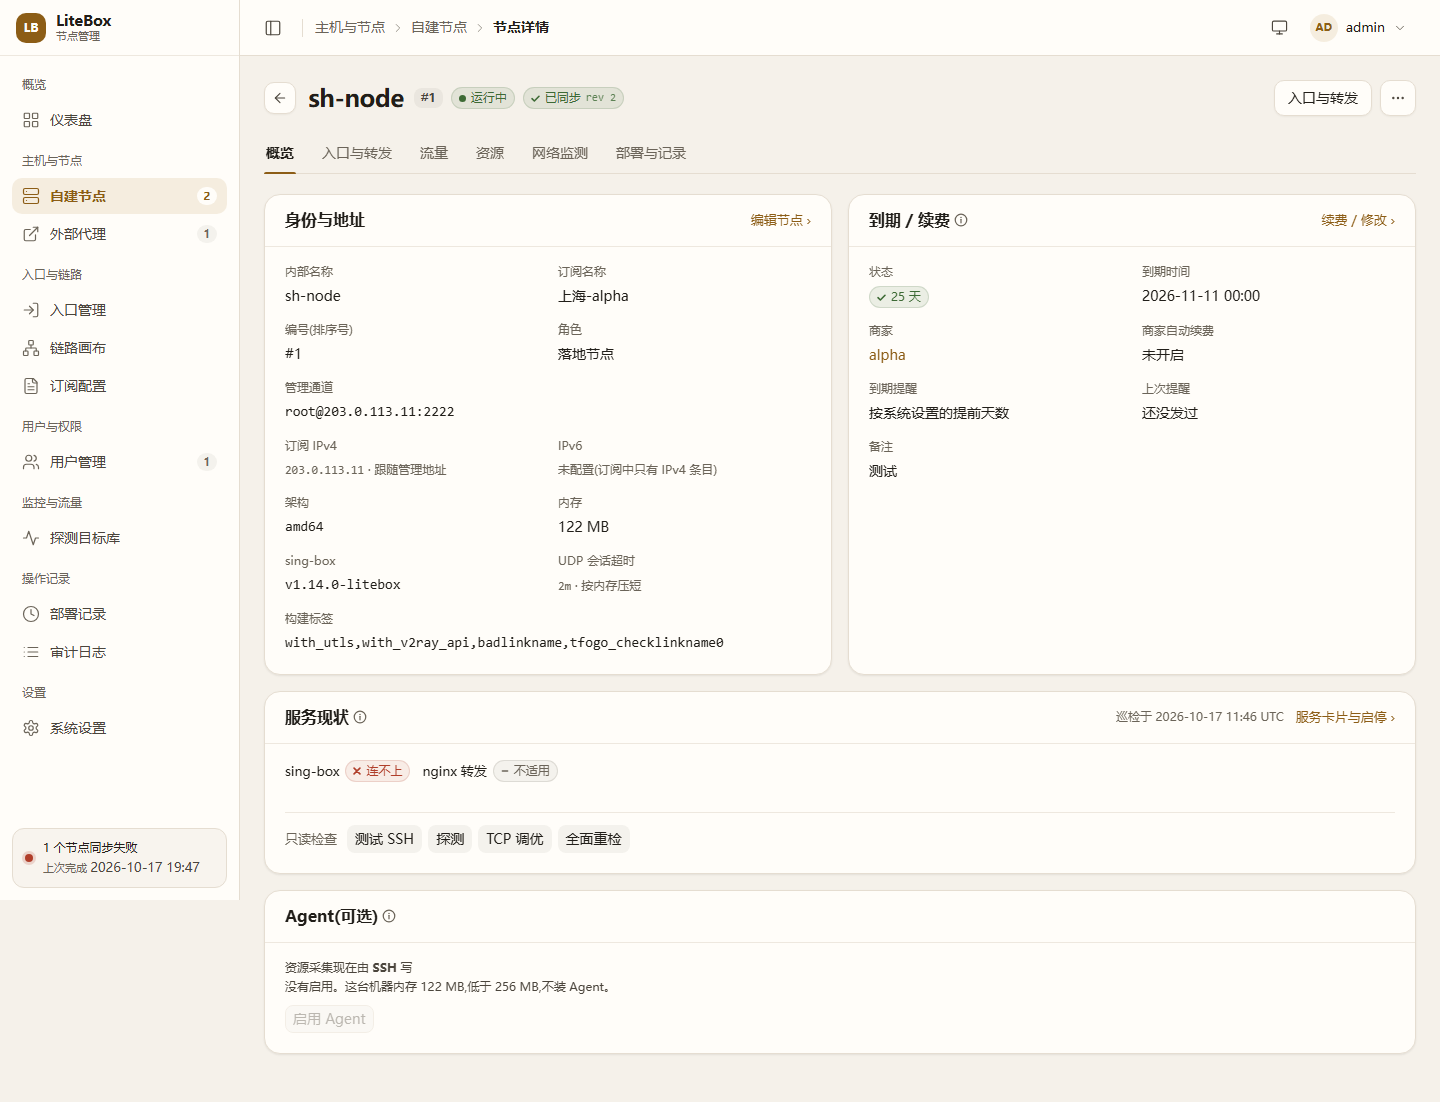 LB
LiteBox
节点管理
概览
仪表盘
主机与节点
自建节点 2
外部代理 1
入口与链路
入口管理
链路画布
订阅配置
用户与权限
用户管理 1
监控与流量
探测目标库
操作记录
部署记录
审计日志
设置
系统设置
1 个节点同步失败
上次完成 2026-10-17 19:47
主机与节点 › 自建节点 › 节点详情
AD admin
sh-node #1 运行中 已同步 rev 2
入口与转发
概览 入口与转发 流量 资源 网络监测 部署与记录
身份与地址 编辑节点 ›
内部名称 订阅名称
sh-node 上海-alpha
编号(排序号) 角色
#1 落地节点
管理通道
root@203.0.113.11:2222
订阅 IPv4 IPv6
203.0.113.11 · 跟随管理地址 未配置(订阅中只有 IPv4 条目)
架构 内存
amd64 122 MB
sing-box UDP 会话超时
v1.14.0-litebox 2m · 按内存压短
构建标签
with_utls,with_v2ray_api,badlinkname,tfogo_checklinkname0
到期 / 续费 续费 / 修改 ›
状态 到期时间
25 天 2026-11-11 00:00
商家 商家自动续费
alpha 未开启
到期提醒 上次提醒
按系统设置的提前天数 还没发过
备注
测试
服务现状 巡检于 2026-10-17 11:46 UTC 服务卡片与启停 ›
sing-box 连不上 nginx 转发 不适用
只读检查 测试 SSH 探测 TCP 调优 全面重检
Agent(可选)
资源采集现在由 SSH 写
没有启用。这台机器内存 122 MB,低于 256 MB,不装 Agent。
启用 Agent